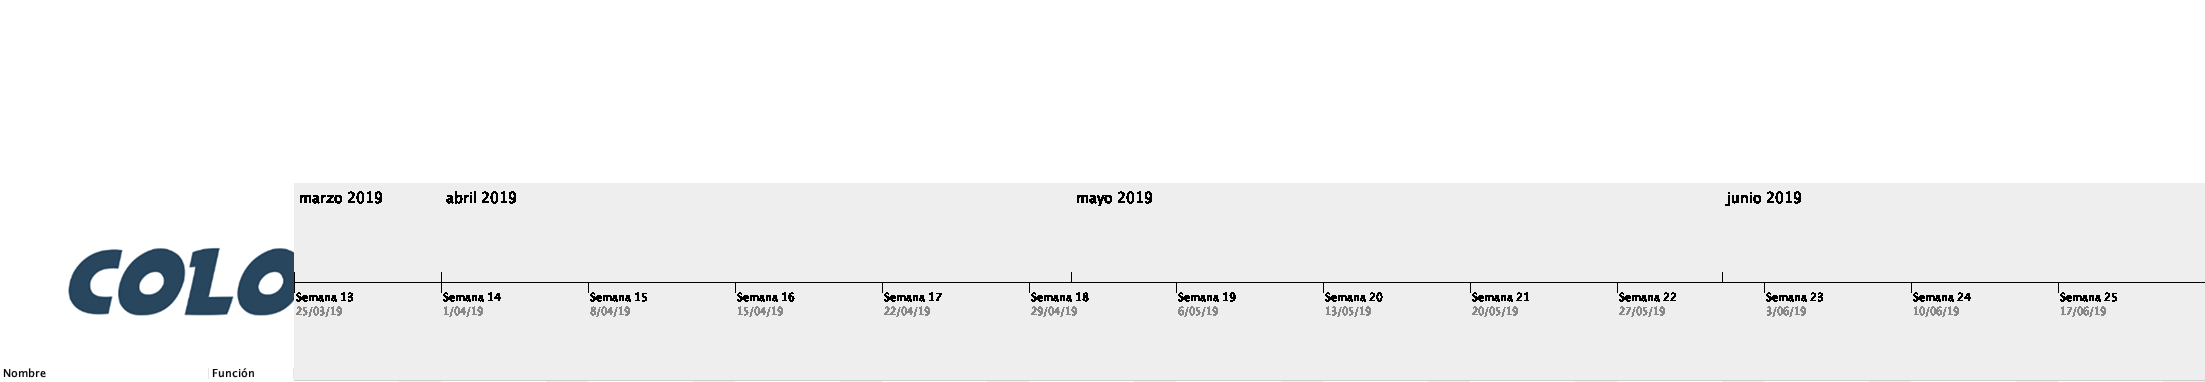 marzo 2019 abril 2019 mayo 2019 junio 2019
COLO
Semana 13 Semana 14 Semana 15 Semana 16 Semana 17 Semana 18 Semana 19 Semana 20 Semana 21 Semana 22 Semana 23 Semana 24 Semana 25
25/03/19 1/04/19 8/04/19 15/04/19 22/04/19 29/04/19 6/05/19 13/05/19 20/05/19 27/05/19 3/06/19 10/06/19 17/06/19
Nombre Función